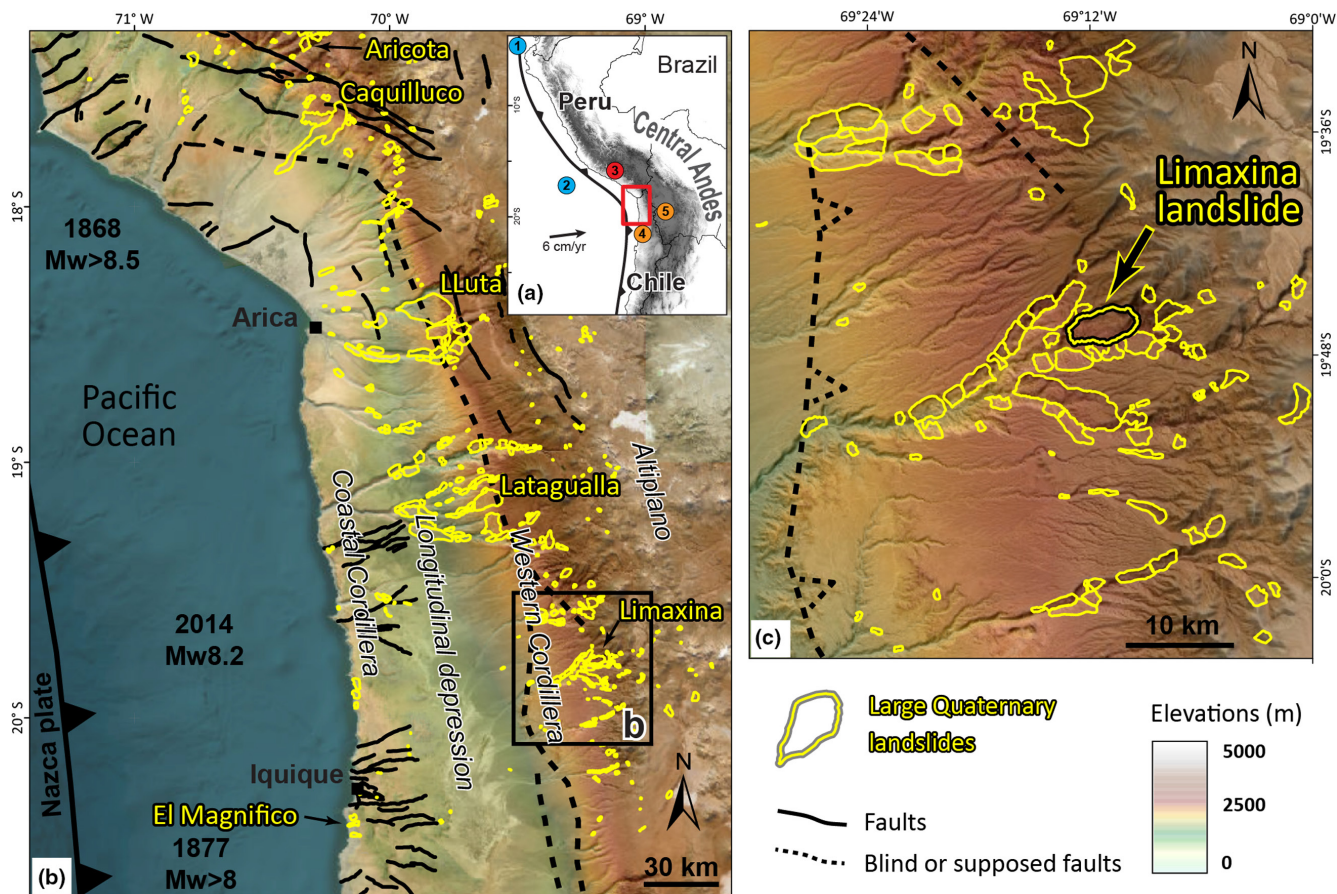 71°W
70°W
69°W
Aricota
Caquilluco
18°S
1868
Mw>8.5
LLuta
Arica
Pacific
Ocean
19°S
Latagualla
Altiplano
Coastal Cordillera
Longitudinal depression
Western Cordillera
2014
Mw8.2
Limaxina
b
Nazca plate
20°S
Iquique
El Magnifico
1877
Mw>8
N
30 km
(b)
1
Brazil
10°S
Peru
Central Andes
3
2
20°S
5
4
6 cm/yr
Chile
(a)
69°24'W
69°12'W
69°0'W
N
19°36'S
Limaxina
landslide
19°48'S
20°0'S
10 km
(c)
Large Quaternary
landslides
Faults
Blind or supposed faults
Elevations (m)
5000
2500
0